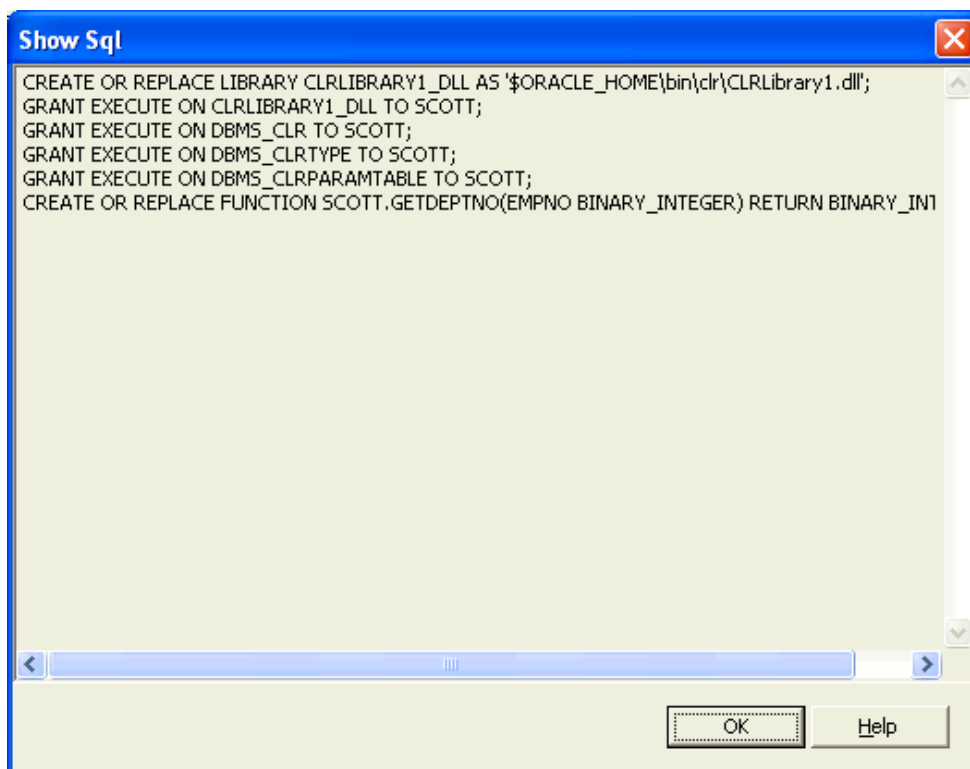 Show Sql
CREATE OR REPLACE LIBRARY CLRLIBRARY1_DLL AS '$ORACLE_HOME\bin\clr\CLRLibrary1.dll';
GRANT EXECUTE ON CLRLIBRARY1_DLL TO SCOTT;
GRANT EXECUTE ON DBMS_CLR TO SCOTT;
GRANT EXECUTE ON DBMS_CLRTYPE TO SCOTT;
GRANT EXECUTE ON DBMS_CLRPARAMTABLE TO SCOTT;
CREATE OR REPLACE FUNCTION SCOTT.GETDEPTNO(EMPNO BINARY_INTEGER) RETURN
OK
Help